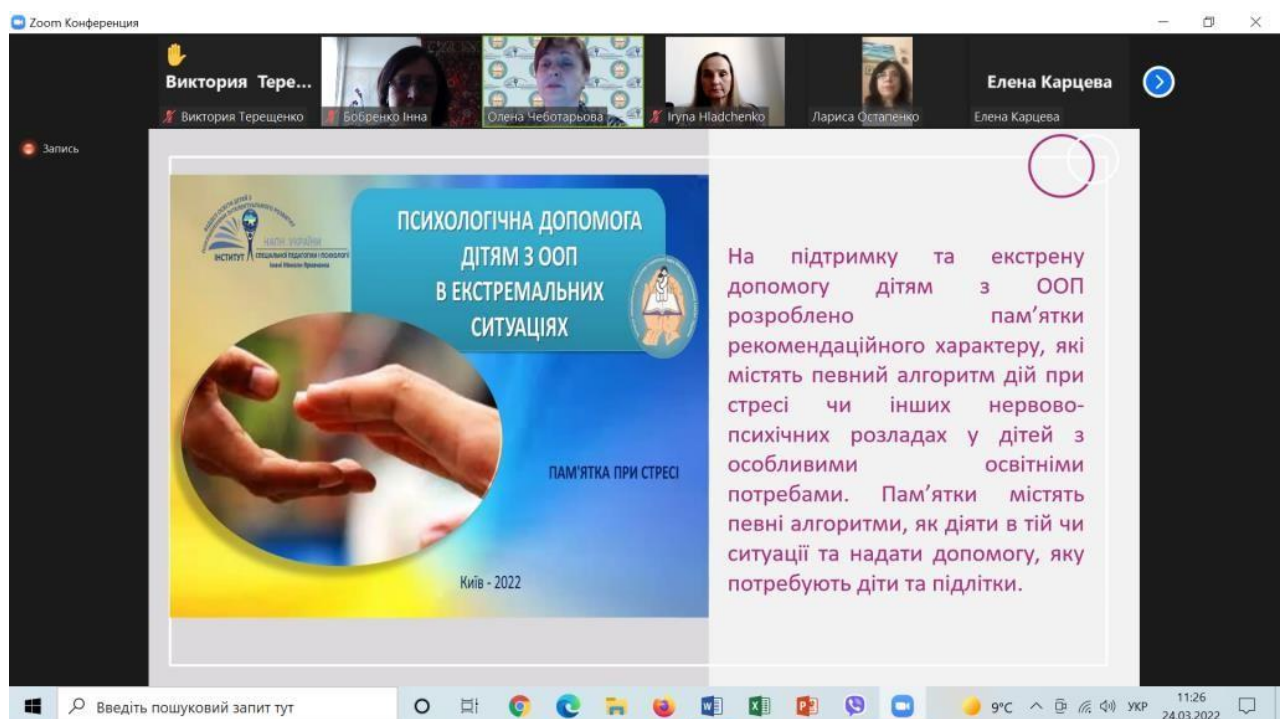 Zoom Конференция
Виктория Тере...
Елена Карцева
Виктория Терещенко
Бобренко Інна
Олена Чеботарьова
Iryna Hladchenko
Лариса Остапенко
Елена Карцева
Запись
НАПН УКРАЇНИ
ІНСТИТУТ
ПСИХОЛОГІЧНА ДОПОМОГА
ДІТЯМ З ООП
В ЕКСТРЕМАЛЬНИХ
СИТУАЦІЯХ
ПАМ'ЯТКА ПРИ СТРЕСІ
Київ - 2022
На підтримку та екстрену
допомогу дітям з ООП
розроблено пам’ятки
рекомендаційного характеру, які
містять певний алгоритм дій при
стресі чи інших нервово-
психічних розладах у дітей з
особливими освітніми
потребами. Пам’ятки містять
певні алгоритми, як діяти в тій чи
ситуації та надати допомогу, яку
потребують діти та підлітки.
Введіть пошуковий запит тут
9°C
УКР
11:26
24.03.2022